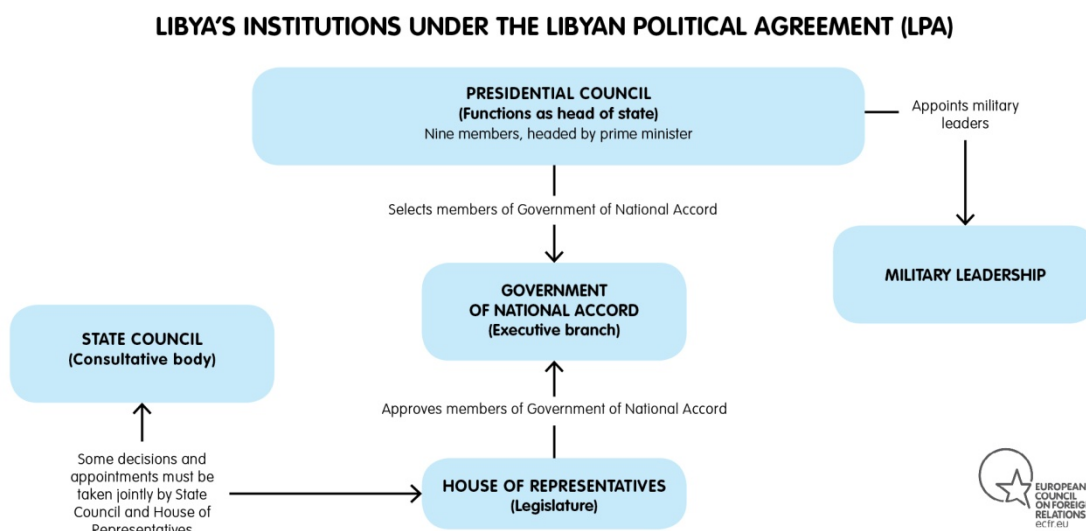 LIBYA'S INSTITUTIONS UNDER THE LIBYAN POLITICAL AGREEMENT (LPA)
PRESIDENTIAL COUNCIL
(Functions as head of state)
Nine members, headed by prime minister
Appoints military
leaders
Selects members of Government of National Accord
MILITARY LEADERSHIP
GOVERNMENT
OF NATIONAL ACCORD
(Executive branch)
STATE COUNCIL
(Consultative body)
Approves members of Government of National Accord
Some decisions and
appointments must be
taken jointly by State
Council and House of
Representatives
HOUSE OF REPRESENTATIVES
(Legislature)
EUROPEAN
COUNCIL
ON FOREIGN
RELATIONS
ecfr.eu